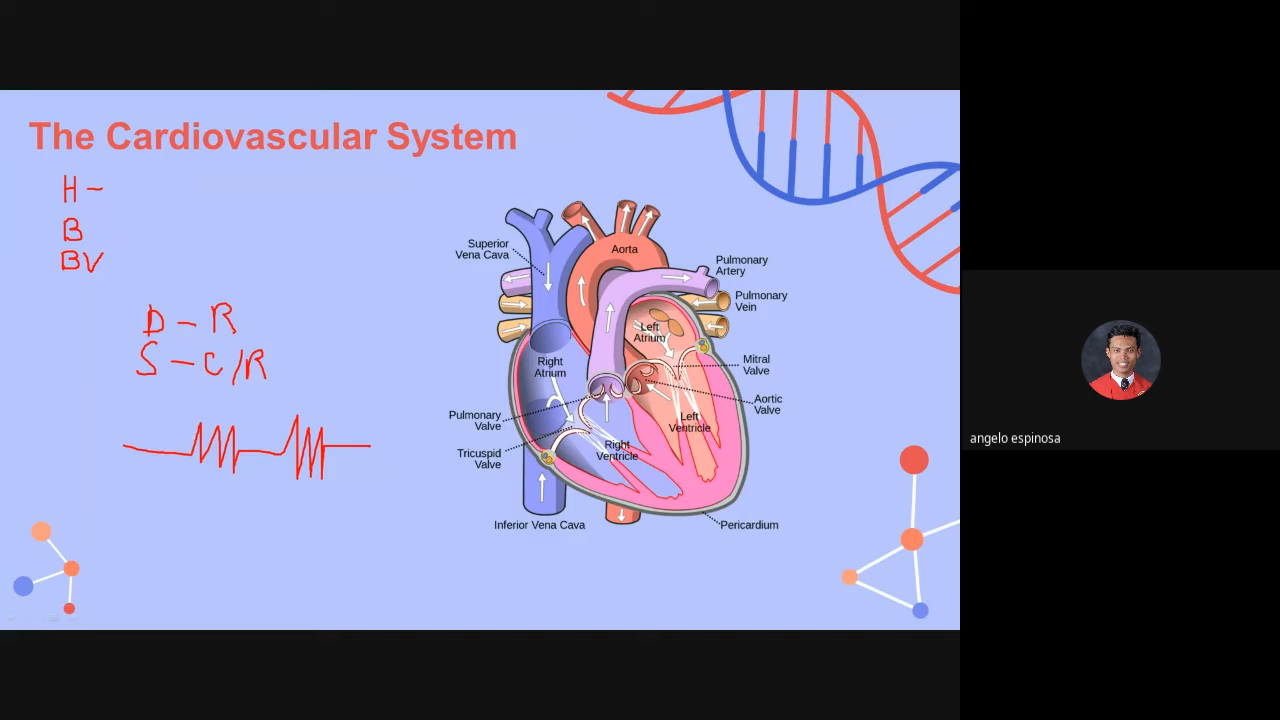 The Cardiovascular System
H -
B
BV
D - R
S - C/R
Superior
Vena Cava
Aorta
Pulmonary
Artery
Pulmonary
Vein
Left
Atrium
Right
Atrium
Mitral
Valve
Aortic
Valve
Pulmonary
Valve
Left
Ventricle
Tricuspid
Valve
Right
Ventricle
Inferior Vena Cava
Pericardium
angelo espinosa